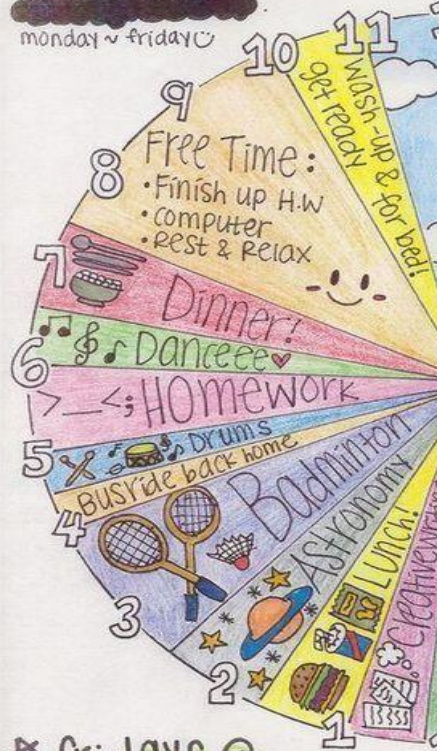 monday ~ friday
11
10
wash-up &
get ready for bed!
9
8
Free Time:
• Finish up H.W
• computer
• Rest & Relax
7
Dinner!
Danceee
6
>_<; Homework
Drums
5
Busride back home
4
Badminton
3
Astronomy
2
Lunch!
1